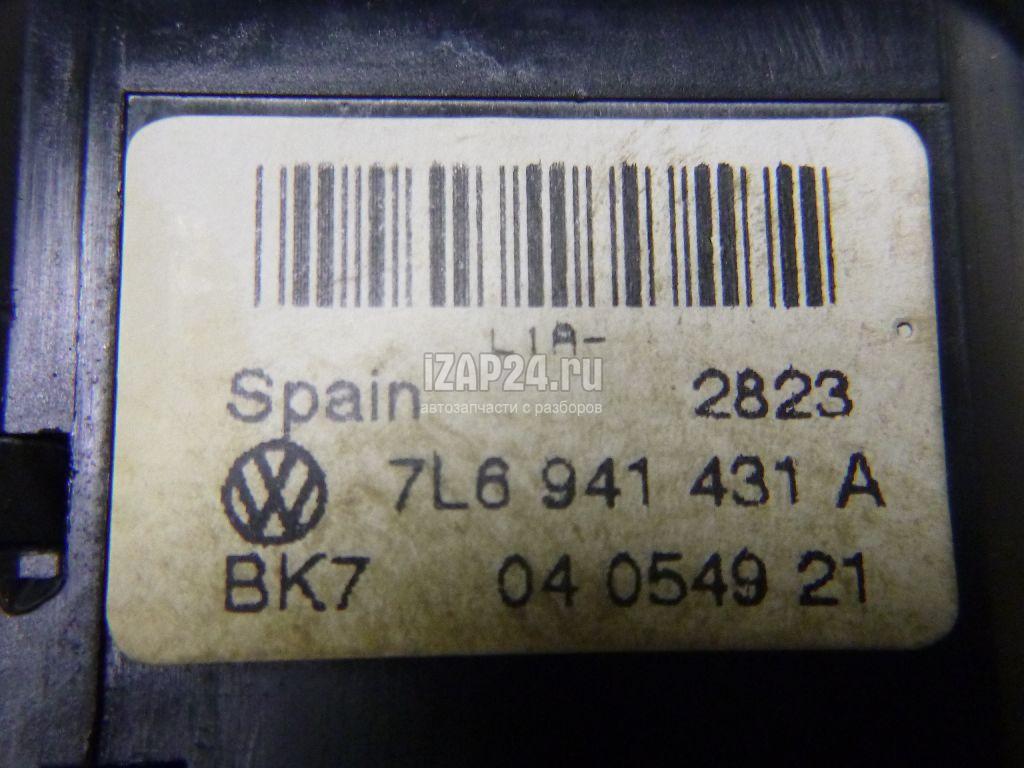 L1A-
iZAP24.ru
автозапчасти с разборов
Spain 2823
7L6 941 431 A
BK7 04 0549 21